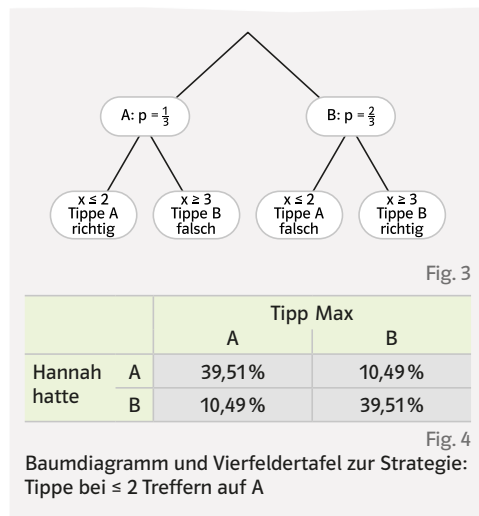 A: p = 1/3
B: p = 2/3
x ≤ 2
Tippe A
richtig
x ≥ 3
Tippe B
falsch
x ≤ 2
Tippe A
falsch
x ≥ 3
Tippe B
richtig
Fig. 3
Tipp Max
A B
Hannah hatte A 39,51 % 10,49 %
B 10,49 % 39,51 %
Fig. 4
Baumdiagramm und Vierfeldertafel zur Strategie:
Tippe bei ≤ 2 Treffern auf A